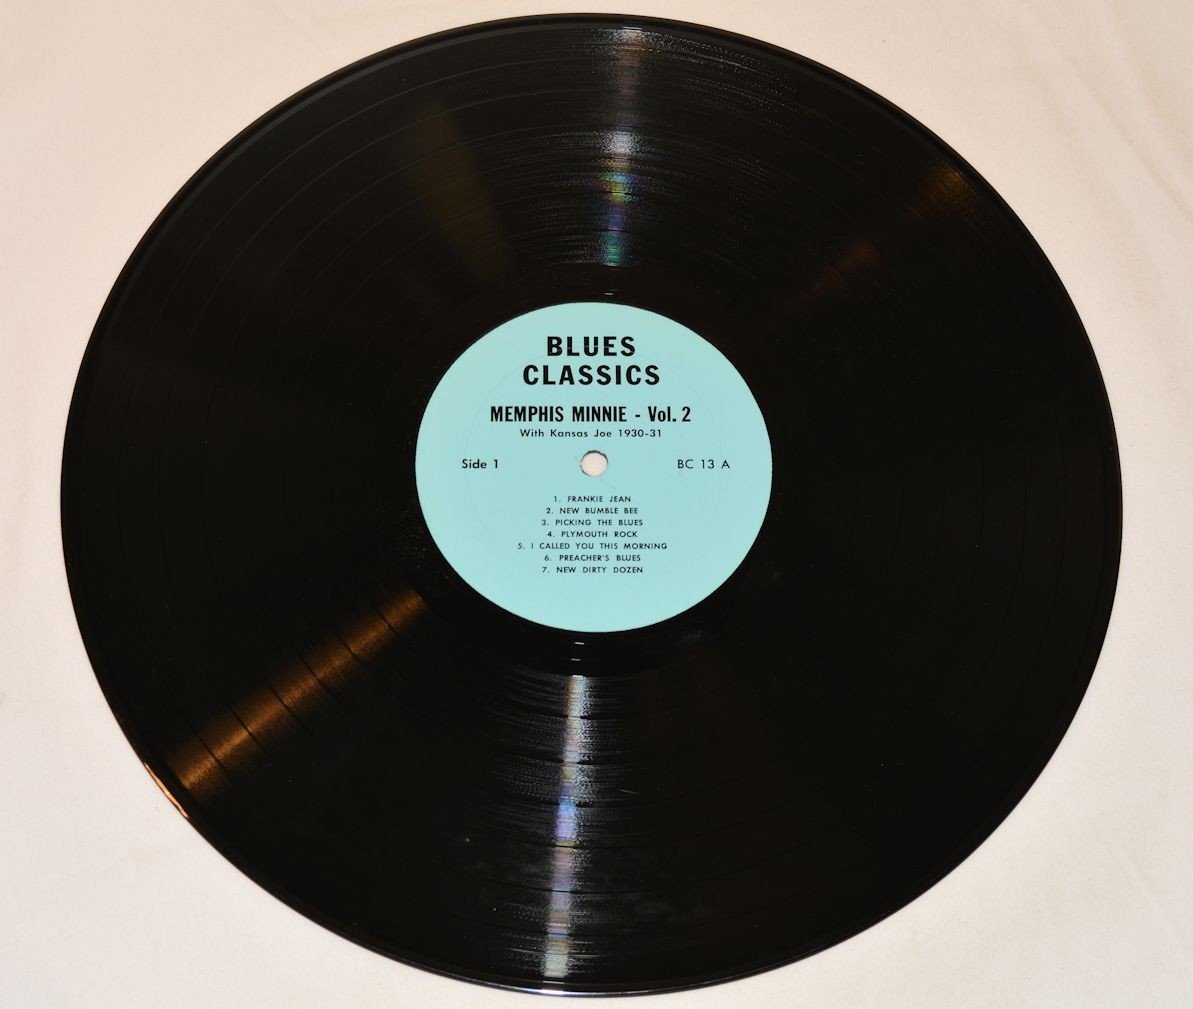 BLUES
CLASSICS
MEMPHIS MINNIE - Vol. 2
With Kansas Joe 1930-31
Side 1
BC 13 A
1. FRANKIE JEAN
2. NEW BUMBLE BEE
3. PICKING THE BLUES
4. PLYMOUTH ROCK
5. I CALLED YOU THIS MORNING
6. PREACHER'S BLUES
7. NEW DIRTY DOZEN